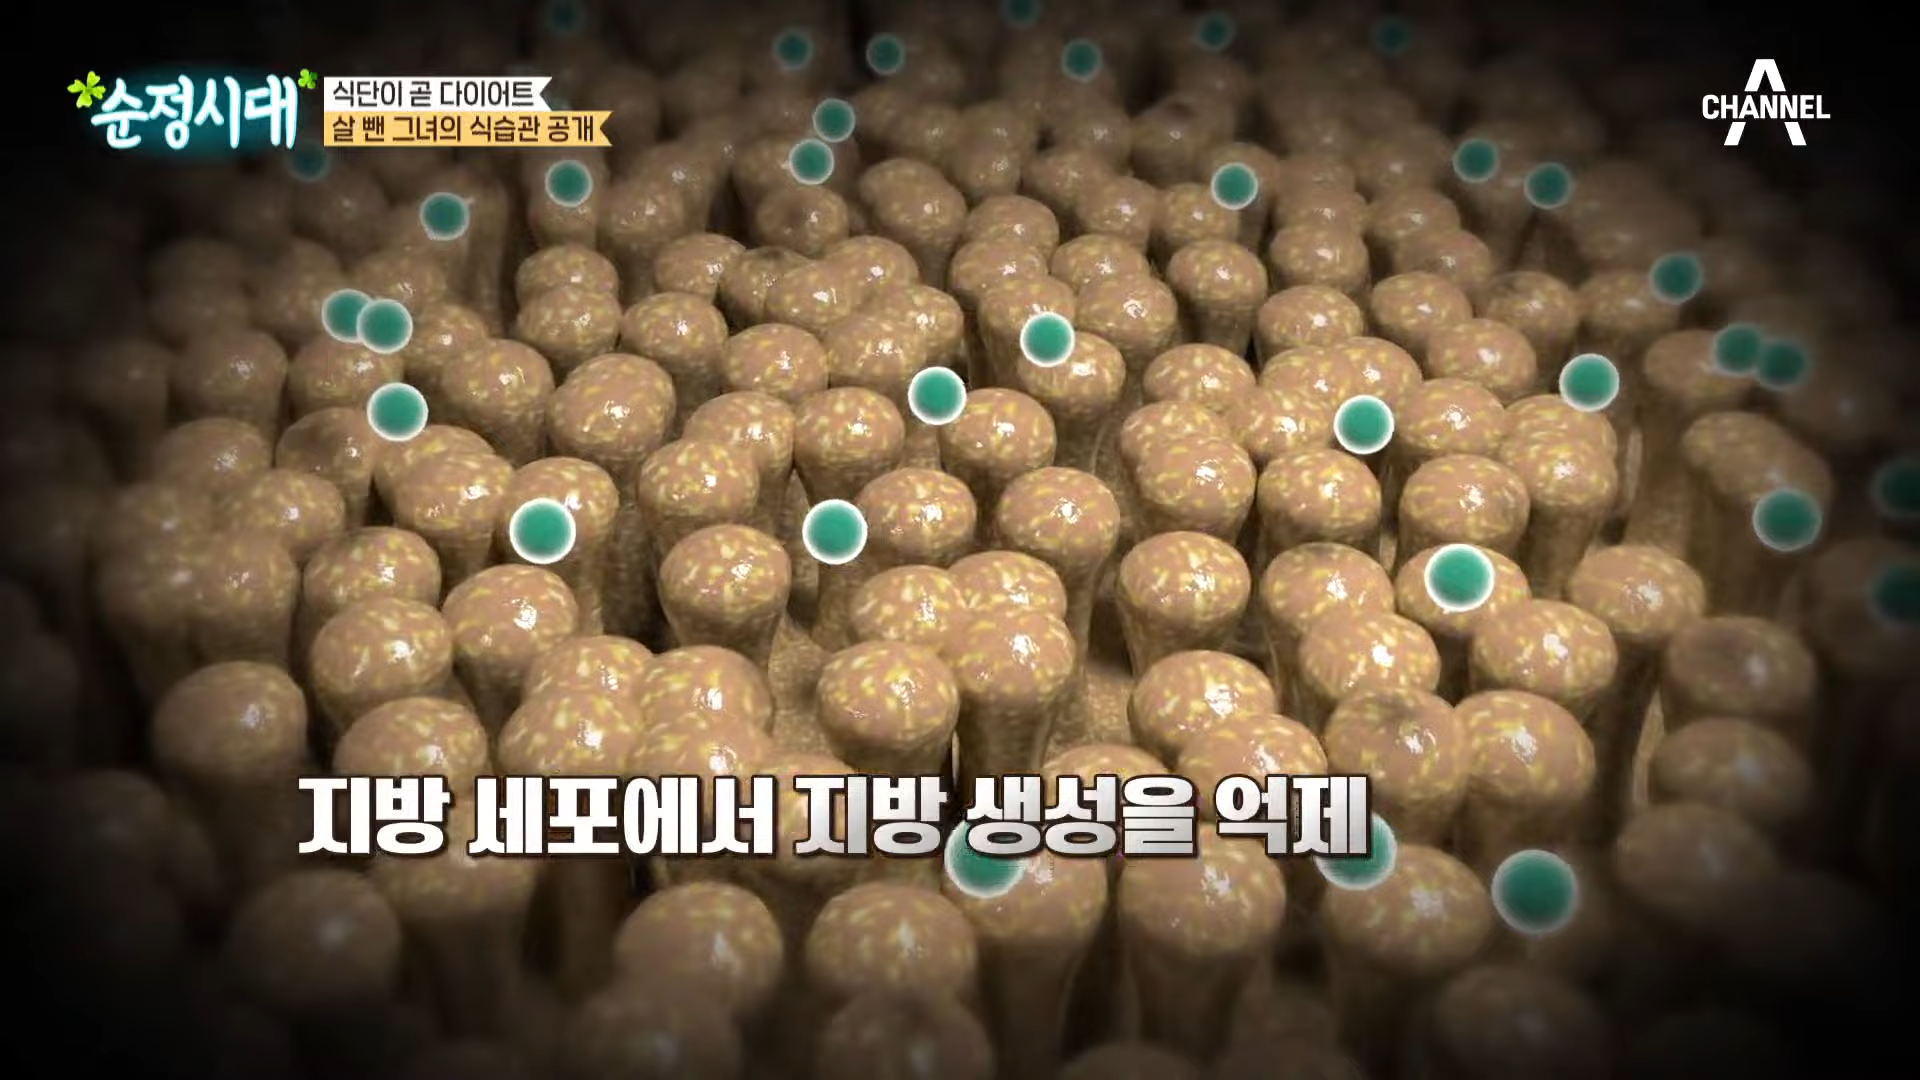 순정시대
식단이 곧 다이어트
살 뺀 그녀의 식습관 공개
CHANNEL A
지방 세포에서 지방 생성을 억제